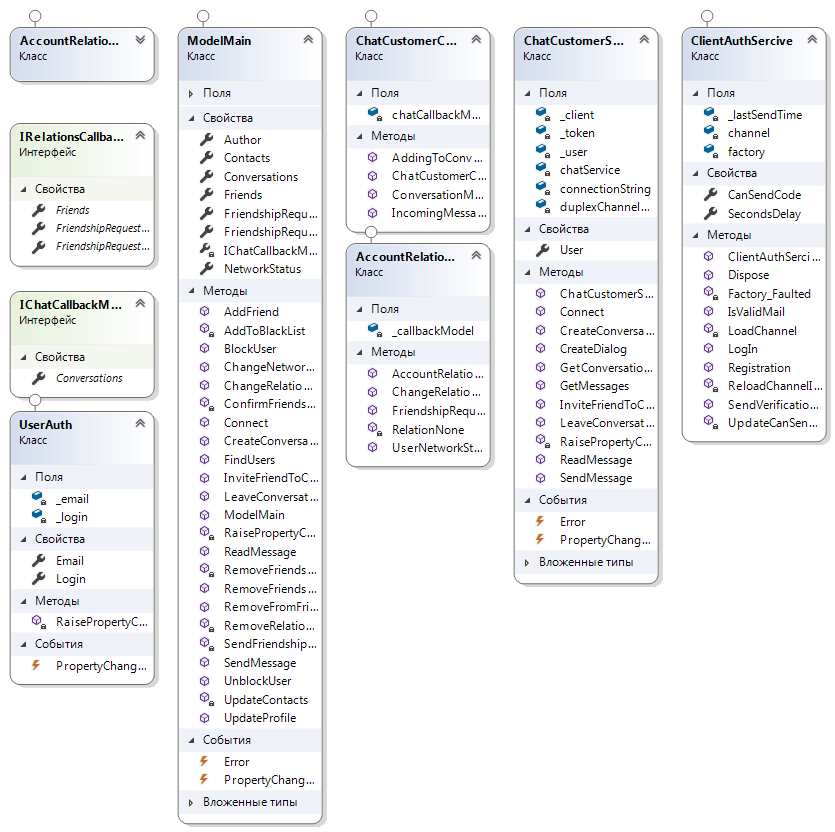 AccountRelatio...
Класс
IRelationsCallba...
Интерфейс
Свойства
Friends
FriendshipRequest...
FriendshipRequest...
IChatCallbackM...
Интерфейс
Свойства
Conversations
UserAuth
Класс
Поля
_email
_login
Свойства
Email
Login
Методы
RaisePropertyC...
События
PropertyChang...
ModelMain
Класс
Поля
Свойства
Author
Contacts
Conversations
Friends
FriendshipRequ...
FriendshipRequ...
IChatCallbackM...
NetworkStatus
Методы
AddFriend
AddToBlackList
BlockUser
ChangeNetwor...
ChangeRelatio...
ConfirmFriends...
Connect
CreateConversa...
FindUsers
InviteFriendToC...
LeaveConversat...
ModelMain
RaisePropertyC...
ReadMessage
RemoveFriends...
RemoveFriends...
RemoveFromFri...
RemoveRelatio...
SendFriendship...
SendMessage
UnblockUser
UpdateContacts
UpdateProfile
События
Error
PropertyChang...
Вложенные типы
ChatCustomerC...
Класс
Поля
chatCallbackM...
Методы
AddingToConv...
ChatCustomerC...
ConversationM...
IncomingMessa...
AccountRelatio...
Класс
Поля
_callbackModel
Методы
AccountRelatio...
ChangeRelatio...
FriendshipRequ...
RelationNone
UserNetworkSt...
ChatCustomerS...
Класс
Поля
_client
_token
_user
chatService
connectionString
duplexChannel...
Свойства
User
Методы
ChatCustomerS...
Connect
CreateConversa...
CreateDialog
GetConversatio...
GetMessages
InviteFriendToC...
LeaveConversat...
RaisePropertyC...
ReadMessage
SendMessage
События
Error
PropertyChang...
Вложенные типы
ClientAuthSercive
Класс
Поля
_lastSendTime
channel
factory
Свойства
CanSendCode
SecondsDelay
Методы
ClientAuthSerci...
Dispose
Factory_Faulted
IsValidMail
LoadChannel
LogIn
Registration
ReloadChannelI...
SendVerificatio...
UpdateCanSen...